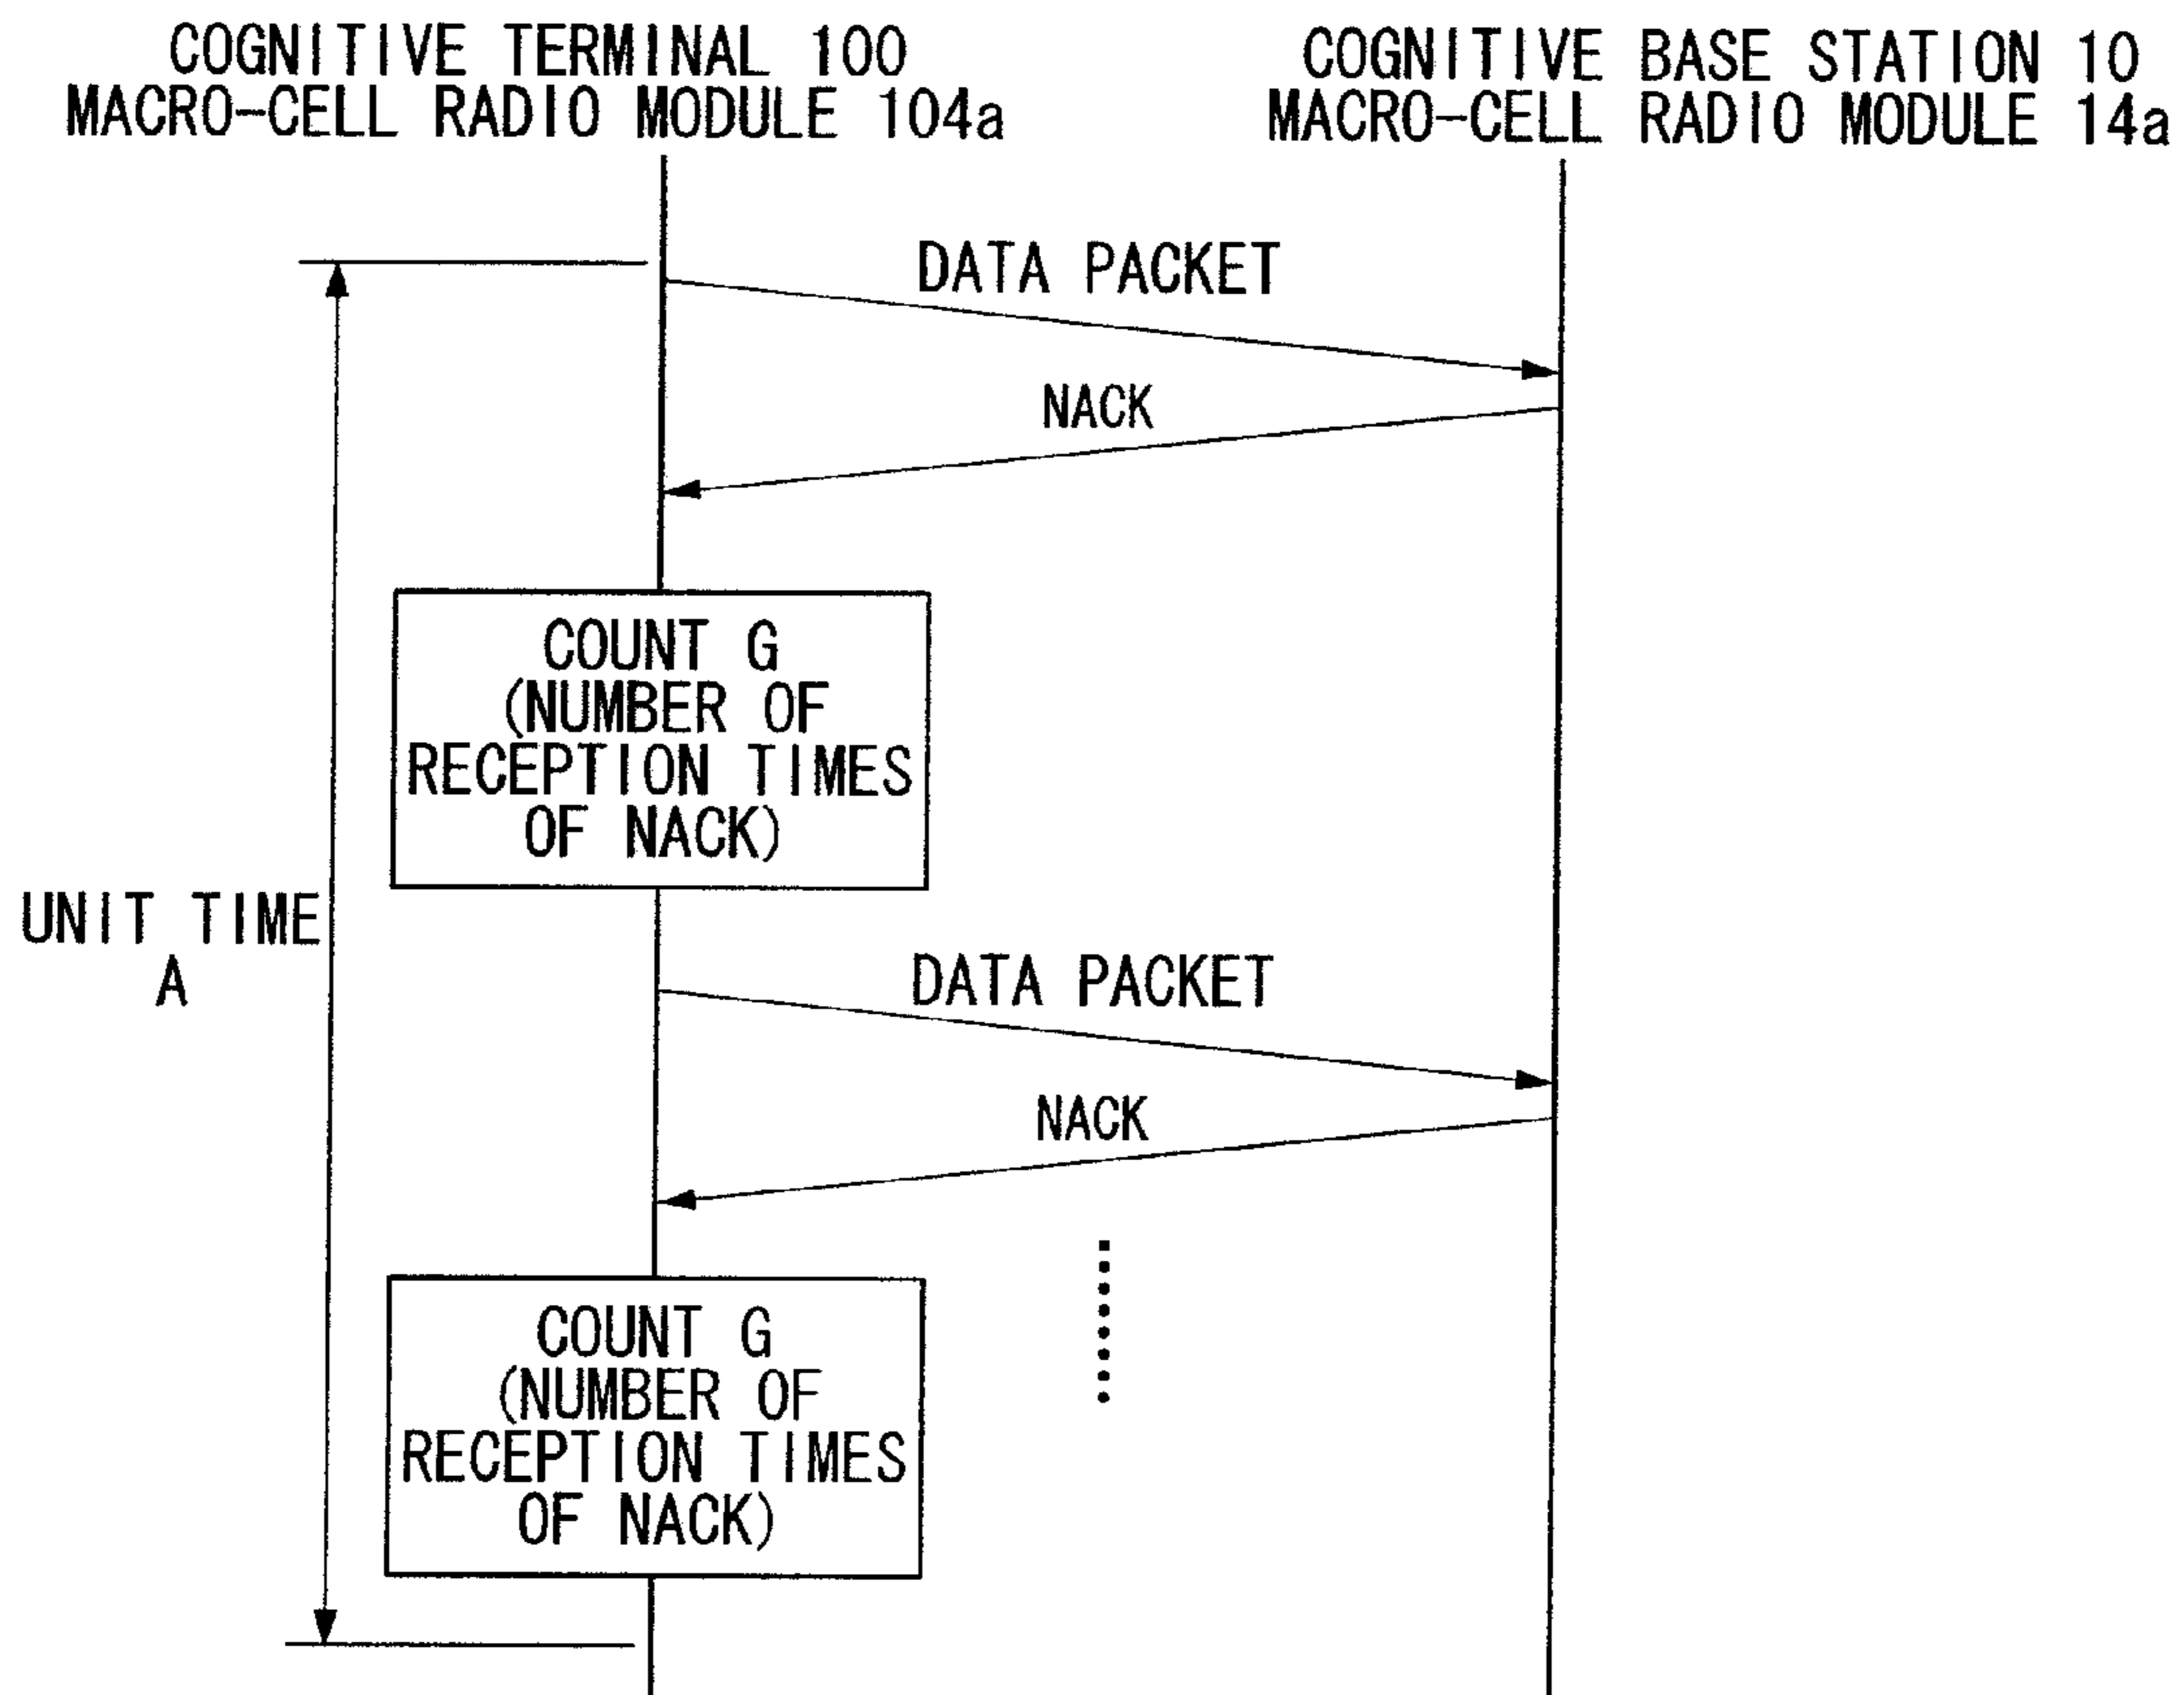 COGNITIVE TERMINAL 100
MACRO-CELL RADIO MODULE 104a
COGNITIVE BASE STATION 10
MACRO-CELL RADIO MODULE 14a
DATA PACKET
NACK
COUNT G
(NUMBER OF
RECEPTION TIMES
OF NACK)
UNIT TIME
A
DATA PACKET
NACK
COUNT G
(NUMBER OF
RECEPTION TIMES
OF NACK)